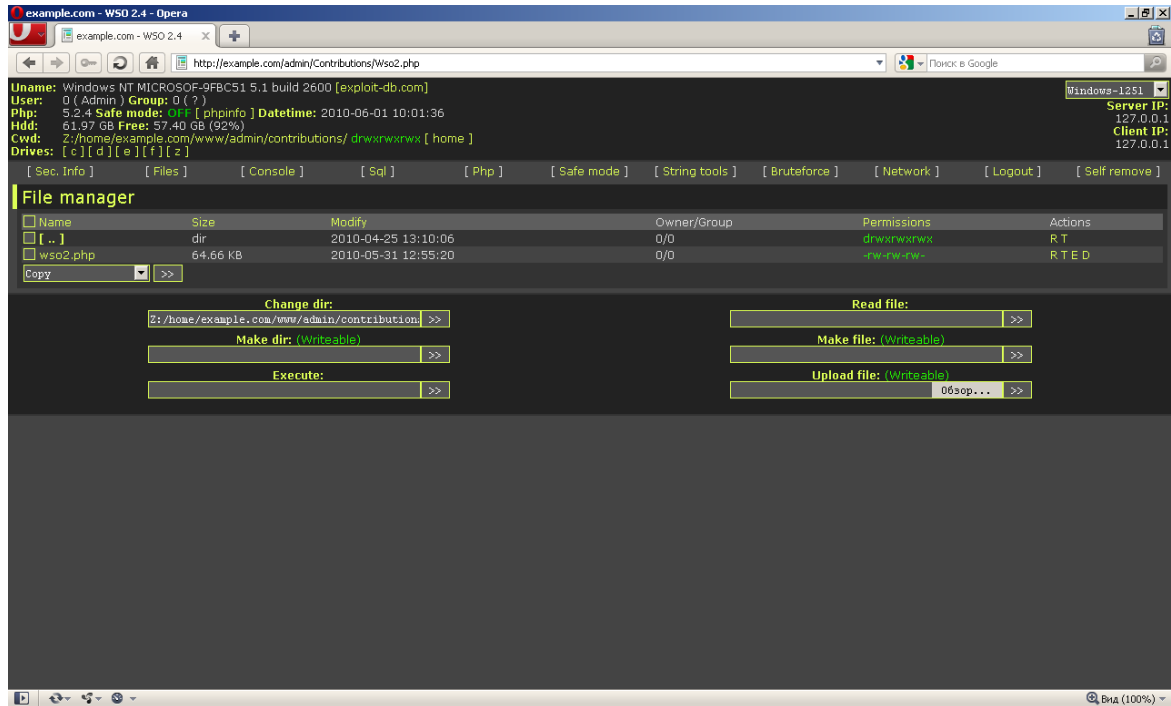 example.com - WSO 2.4 - Opera
example.com - WSO 2.4
http://example.com/admin/Contributions/Wso2.php
Поиск в Google
Uname: Windows NT MICROSOF-9FBC51 5.1 build 2600 [exploit-db.com]
Windows-1251
User: 0 ( Admin ) Group: 0 ( ? )
Server IP:
Php: 5.2.4 Safe mode: OFF [ phpinfo ] Datetime: 2010-06-01 10:01:36
127.0.0.1
Hdd: 61.97 GB Free: 57.40 GB (92%)
Client IP:
Cwd: Z:/home/example.com/www/admin/contributions/ drwxrwxrwx [ home ]
127.0.0.1
Drives: [ c ] [ d ] [ e ] [ f ] [ z ]
[ Sec. Info ] [ Files ] [ Console ] [ Sql ] [ Php ] [ Safe mode ] [ String tools ] [ Bruteforce ] [ Network ] [ Logout ] [ Self remove ]
File manager
Name Size Modify Owner/Group Permissions Actions
[ .. ] dir 2010-04-25 13:10:06 0/0 drwxrwxrwx R T
wso2.php 64.66 KB 2010-05-31 12:55:20 0/0 -rw-rw-rw- R T E D
Copy >>
Change dir: Read file:
Z:/home/example.com/www/admin/contribution >> >>
Make dir: (Writeable) Make file: (Writeable)
>> >>
Execute: Upload file: (Writeable)
>> Обзор... >>
Вид (100%)